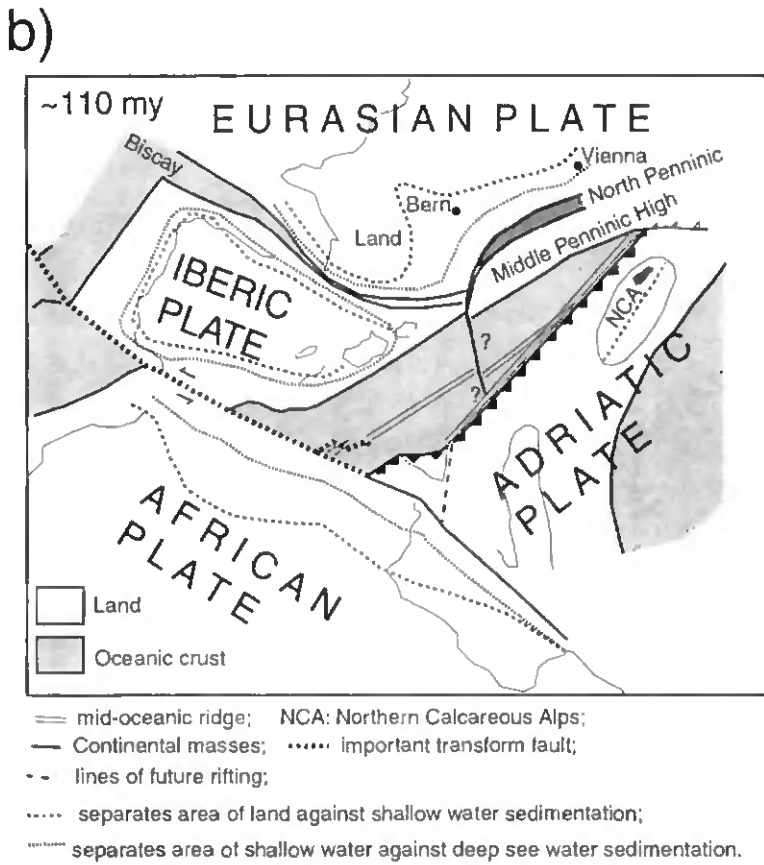 b)
~110 my
EURASIAN PLATE
Biscay
Vienna
Bern
North Penninic
Land
Middle Penninic High
IBERIC
PLATE
NCA
?
?
ADRIATIC
PLATE
AFRICAN
PLATE
Land
Oceanic crust
mid-oceanic ridge; NCA: Northern Calcareous Alps;
Continental masses; important transform fault;
lines of future rifting;
separates area of land against shallow water sedimentation;
separates area of shallow water against deep see water sedimentation.